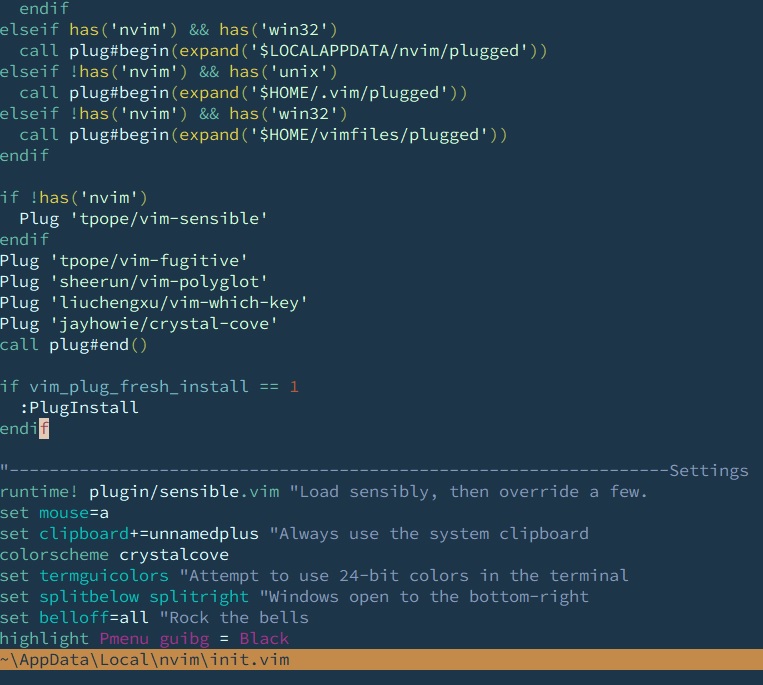 endif
elseif has('nvim') && has('win32')
  call plug#begin(expand('$LOCALAPPDATA/nvim/plugged'))
elseif !has('nvim') && has('unix')
  call plug#begin(expand('$HOME/.vim/plugged'))
elseif !has('nvim') && has('win32')
  call plug#begin(expand('$HOME/vimfiles/plugged'))
endif

if !has('nvim')
  Plug 'tpope/vim-sensible'
endif
Plug 'tpope/vim-fugitive'
Plug 'sheerun/vim-polyglot'
Plug 'liuchengxu/vim-which-key'
Plug 'jayhowie/crystal-cove'
call plug#end()

if vim_plug_fresh_install == 1
  :PlugInstall
endif

"------------------------------------------------------------------Settings
runtime! plugin/sensible.vim "Load sensibly, then override a few.
set mouse=a
set clipboard+=unnamedplus "Always use the system clipboard
colorscheme crystalcove
set termguicolors "Attempt to use 24-bit colors in the terminal
set splitbelow splitright "Windows open to the bottom-right
set belloff=all "Rock the bells
highlight Pmenu guibg = Black
~\AppData\Local\nvim\init.vim